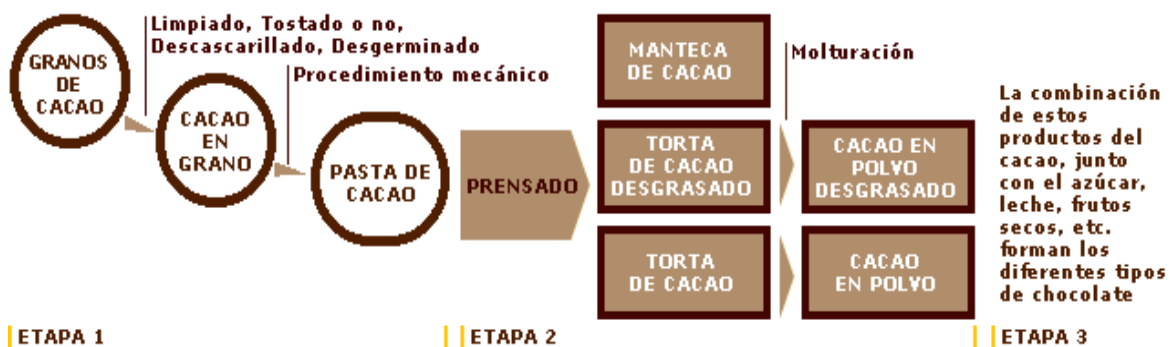 GRANOS
DE
CACAO
Limpiado, Tostado o no,
Descascarillado, Desgerminado
CACAO
EN
GRANO
Procedimiento mecánico
PASTA DE
CACAO
PRENSADO
MANTECA
DE CACAO
TORTA
DE CACAO
DESGRASADO
TORTA
DE CACAO
Molturación
CACAO EN
POLVO
DESGRASADO
CACAO
EN POLVO
La combinación
de estos
productos del
cacao, junto
con el azúcar,
leche, frutos
secos, etc.
forman los
diferentes tipos
de chocolate
ETAPA 1
ETAPA 2
ETAPA 3